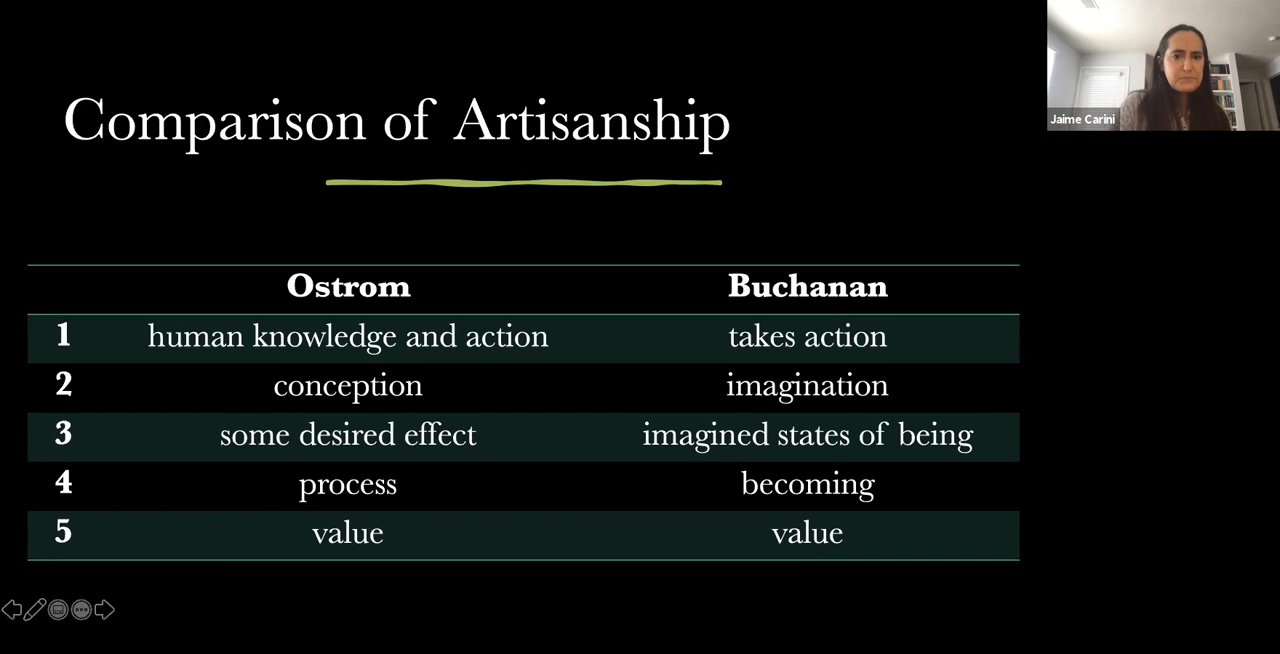 Jaime Carini
Comparison of Artisanship
Ostrom Buchanan
1 human knowledge and action takes action
2 conception imagination
3 some desired effect imagined states of being
4 process becoming
5 value value